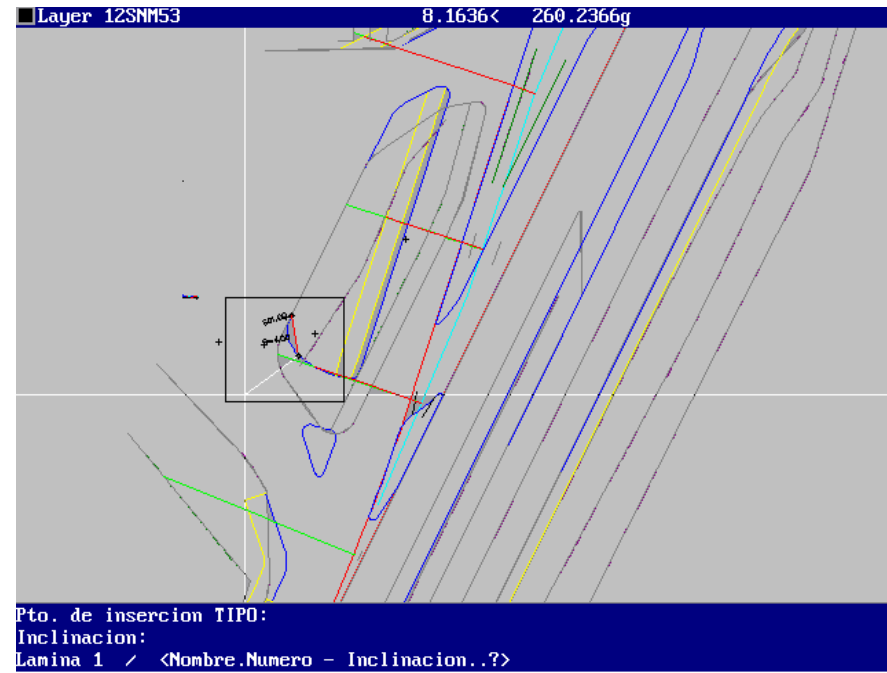 Layer 12SNM53 8.1636< 260.2366g
Pto. de insercion TIPO:
Inclinacion:
Lamina 1 / <Nombre.Numero - Inclinacion..?>